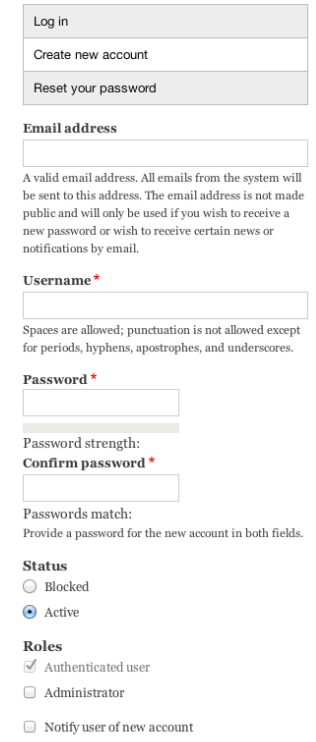 Log in
Create new account
Reset your password
Email address
A valid email address. All emails from the system will
be sent to this address. The email address is not made
public and will only be used if you wish to receive a
new password or wish to receive certain news or
notifications by email.
Username *
Spaces are allowed; punctuation is not allowed except
for periods, hyphens, apostrophes, and underscores.
Password *
Password strength:
Confirm password *
Passwords match:
Provide a password for the new account in both fields.
Status
Blocked
Active
Roles
Authenticated user
Administrator
Notify user of new account